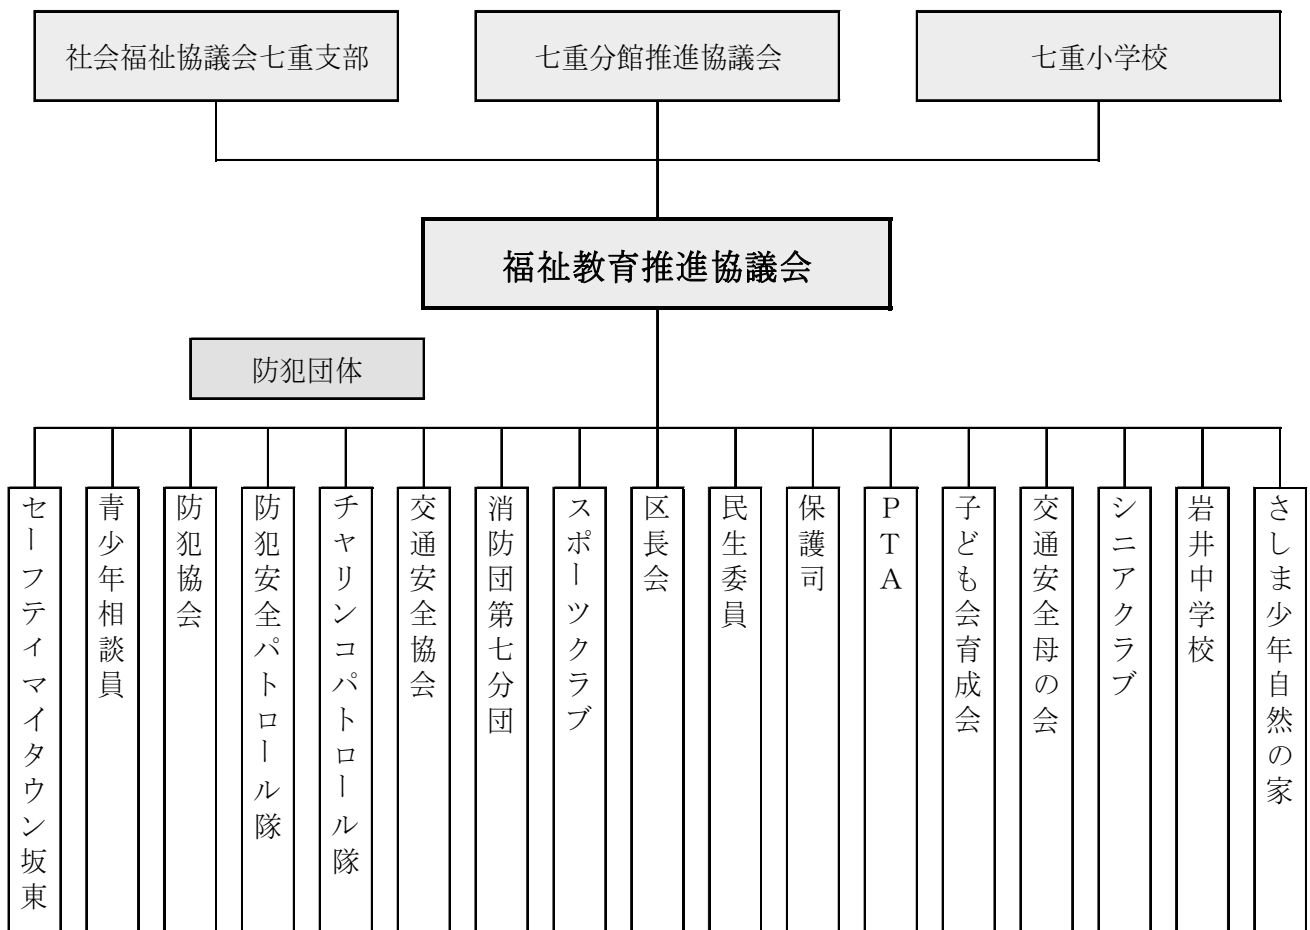 社会福祉協議会七重支部
七重分館推進協議会
七重小学校
福祉教育推進協議会
防犯団体
セーフティマイタウン坂東
青少年相談員
防犯協会
防犯安全パトロール隊
チャリンコパトロール隊
交通安全協会
消防団第七分団
スポーツクラブ
区長会
民生委員
保護司
PTA
子ども会育成会
交通安全母の会
シニアクラブ
岩井中学校
さしま少年自然の家